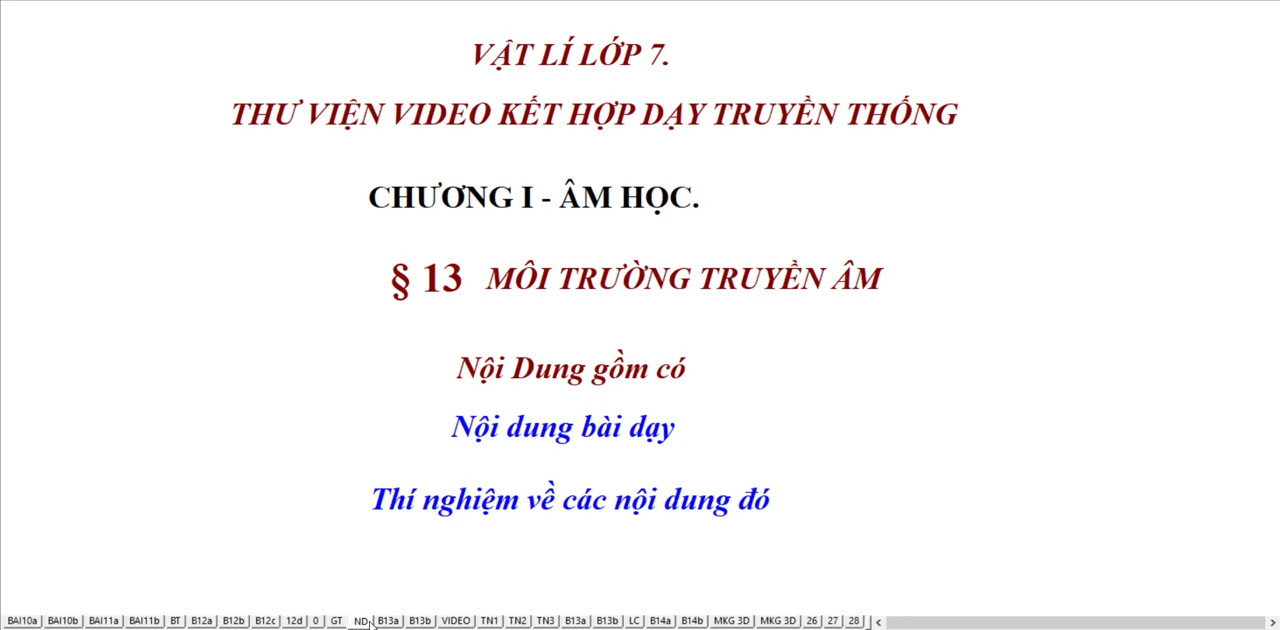 VẬT LÍ LỚP 7.
THƯ VIỆN VIDEO KẾT HỢP DẠY TRUYỀN THỐNG
CHƯƠNG I - ÂM HỌC.
§ 13 MÔI TRƯỜNG TRUYỀN ÂM
Nội Dung gồm có
Nội dung bài dạy
Thí nghiệm về các nội dung đó
BAI10a BAI10b BAI11a BAI11b BT B12a B12b B12c 12d 0 GT ND B13a B13b VIDEO TN1 TN2 TN3 B13a B13b LC B14a B14b MKG 3D MKG 3D 26 27 28